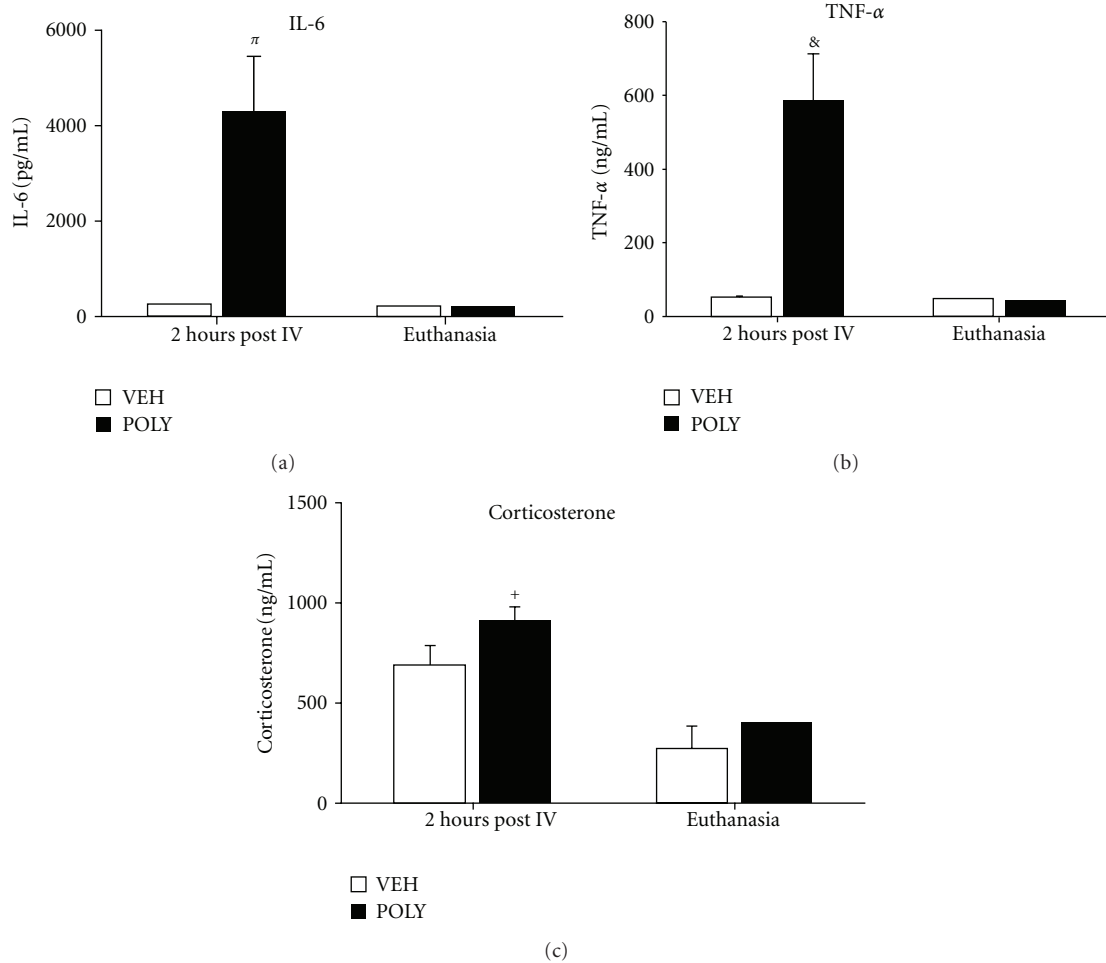 IL-6
π
6000
4000
2000
0
IL-6 (pg/mL)
2 hours post IV
Euthanasia
VEH
POLY
(a)
TNF-α
&
800
600
400
200
0
TNF-α (ng/mL)
2 hours post IV
Euthanasia
VEH
POLY
(b)
Corticosterone
+
1500
1000
500
0
Corticosterone (ng/mL)
2 hours post IV
Euthanasia
VEH
POLY
(c)